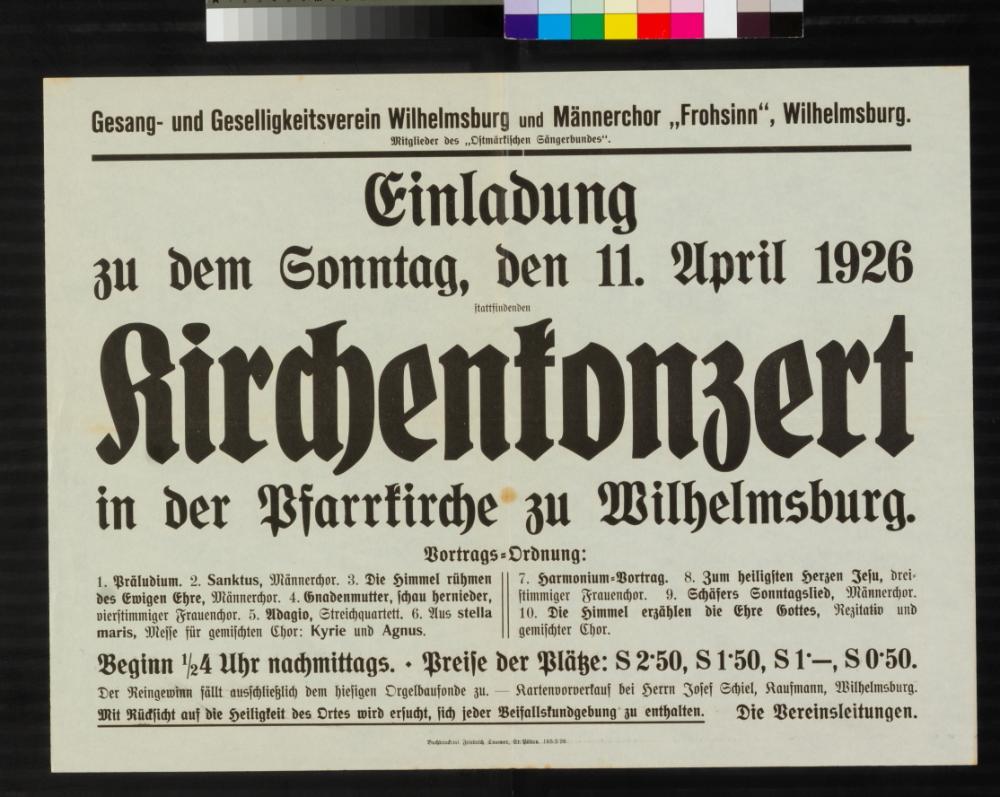 Gesang- und Geselligkeitsverein Wilhelmsburg und Männerchor „Frohsinn“, Wilhelmsburg.
Mitglieder des „Ostmärkischen Sängerbundes“.
Einladung
zu dem Sonntag, den 11. April 1926
stattfindenden
Kirchenkonzert
in der Pfarrkirche zu Wilhelmsburg.
Vortrags-Ordnung:
1. Präludium. 2. Sanktus, Männerchor. 3. Die Himmel rühmen
des Ewigen Ehre, Männerchor. 4. Gnadenmutter, schau hernieder,
vierstimmiger Frauenchor. 5. Adagio, Streichquartett. 6. Aus stella
maris, Messe für gemischten Chor: Kyrie und Agnus.
7. Harmonium-Vortrag. 8. Zum heiligsten Herzen Jesu, drei-
stimmiger Frauenchor. 9. Schäfers Sonntagslied, Männerchor.
10. Die Himmel erzählen die Ehre Gottes, Rezitativ und
gemischter Chor.
Beginn 1/24 Uhr nachmittags. • Preise der Plätze: S 2·50, S 1·50, S 1·—, S 0·50.
Der Reingewinn fällt ausschließlich dem hiesigen Orgelbaufonde zu. — Kartenvorverkauf bei Herrn Josef Schiel, Kaufmann, Wilhelmsburg.
Mit Rücksicht auf die Heiligkeit des Ortes wird ersucht, sich jeder Beifallskundgebung zu enthalten. Die Vereinsleitungen.
Buchdruckerei Friedrich St. Pölten.